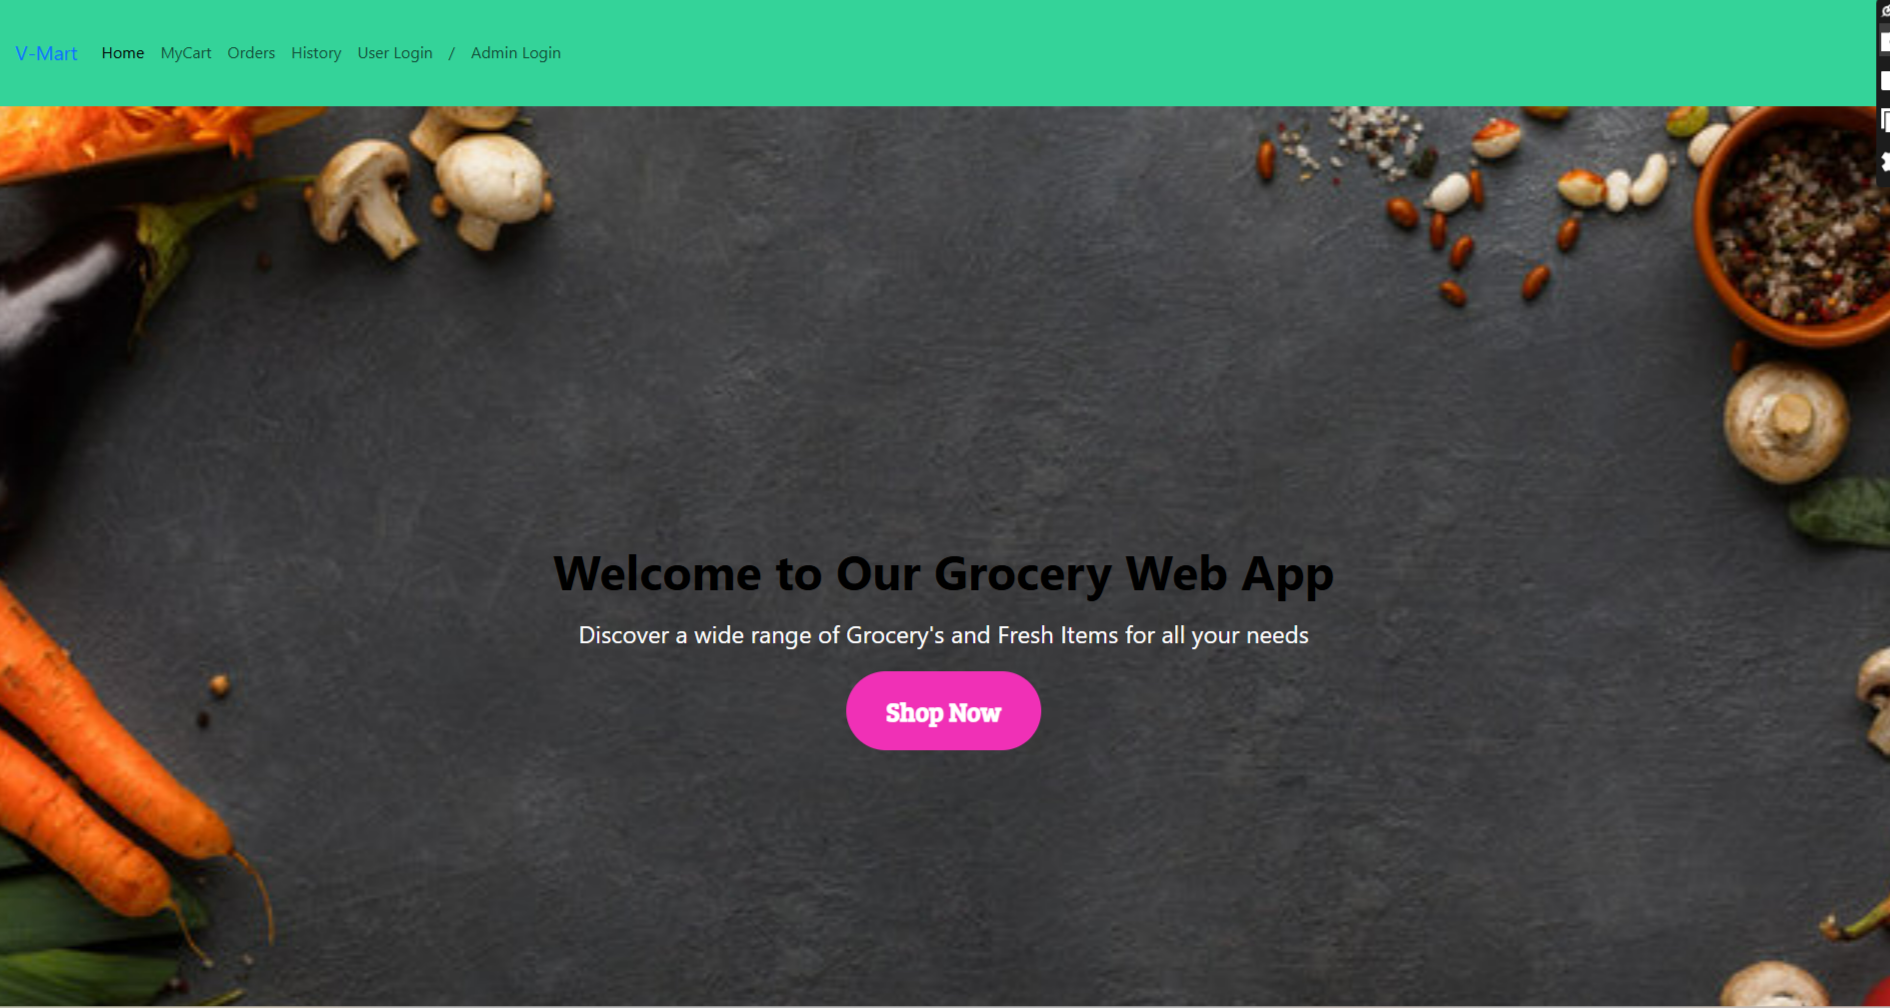 V-Mart Home MyCart Orders History User Login / Admin Login
Welcome to Our Grocery Web App
Discover a wide range of Grocery's and Fresh Items for all your needs
Shop Now